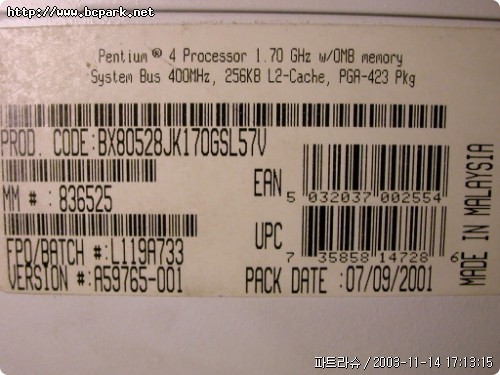 http://www.bcpark.net
Pentium® 4 Processor 1.70 GHz w/0MB memory
System Bus 400MHz, 256KB L2-Cache, PGA-423 Pkg
PROD. CODE:BX80528JK170GSL57V
MM # : 836525
EAN
5 032037 002554
UPC
7 35858 14728 6
FPO/BATCH #:L119A733
VERSION #:A59765-001
PACK DATE :07/09/2001
MADE IN MALAYSIA
파트라슈 / 2003-11-14 17:13:15